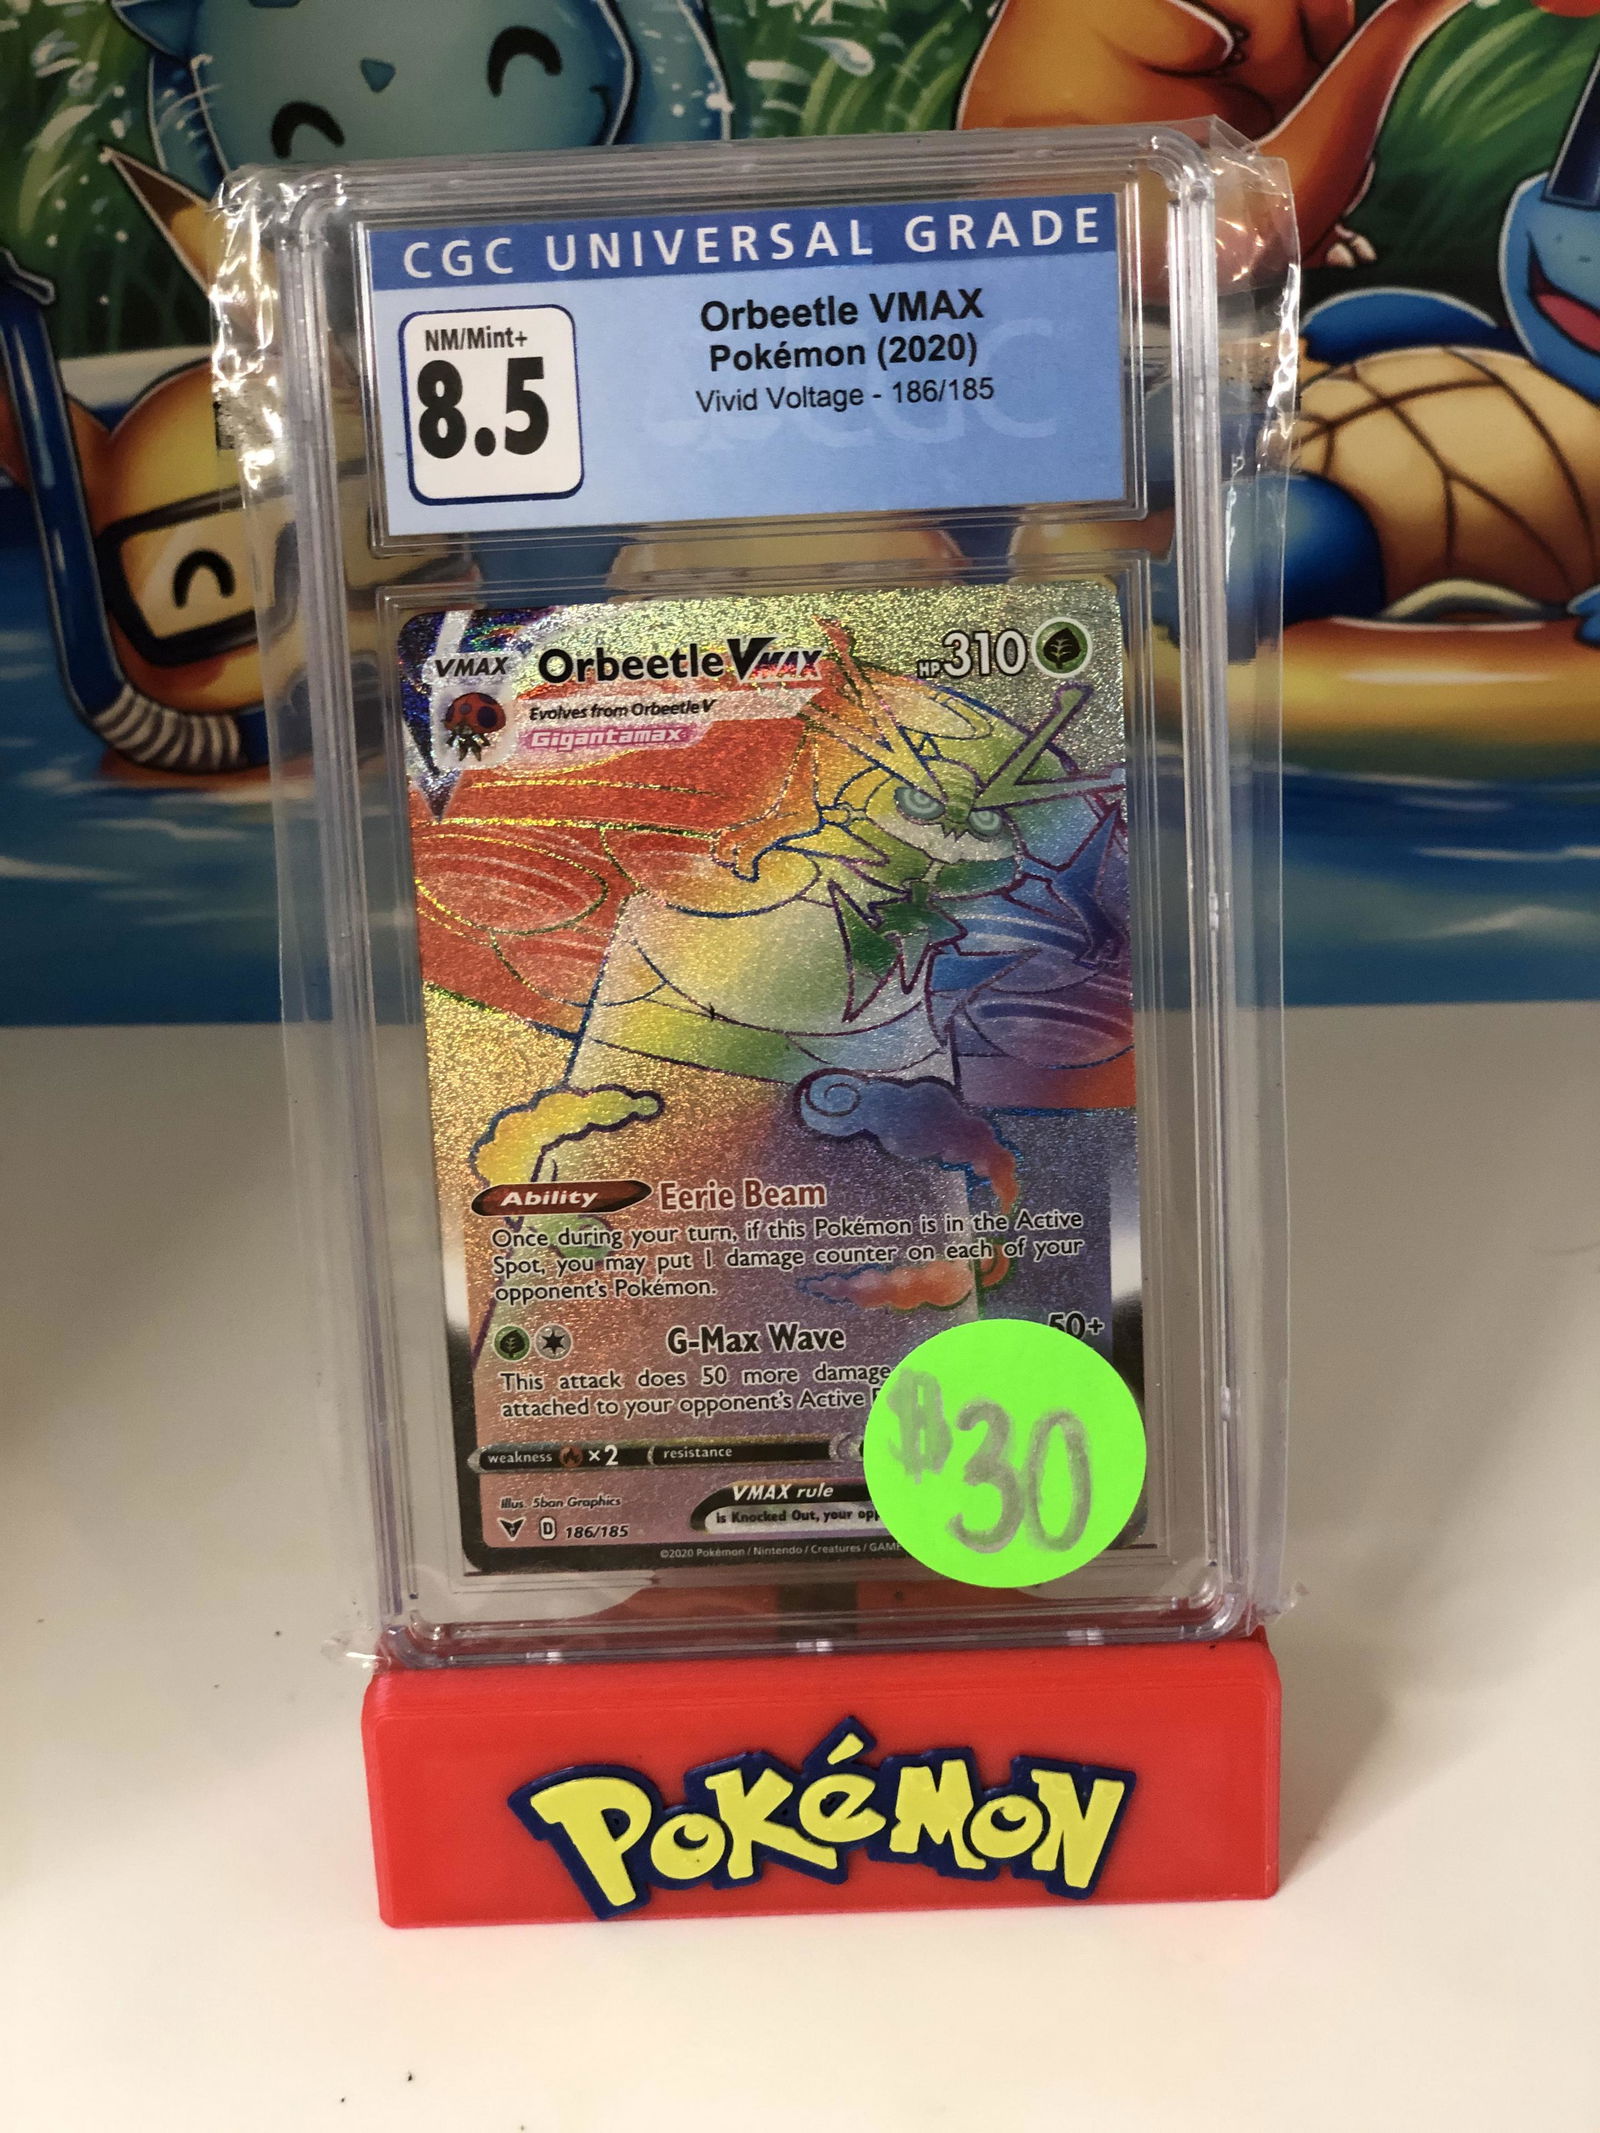 CGC UNIVERSAL GRADE
NM/Mint+
8.5
Orbeetle VMAX
Pokémon (2020)
Vivid Voltage - 186/185
VMAX
Orbeetle VMAX
HP 310
Evolves from Orbeetle V
Gigantamax
Ability Eerie Beam
Once during your turn, if this Pokémon is in the Active
Spot, you may put 1 damage counter on each of your
opponent's Pokémon.
G-Max Wave 50+
This attack does 50 more damage
attached to your opponent's Active
weakness ×2 resistance
$30
Illus. 5ban Graphics
VMAX rule
is Knocked Out, your opp
D 186/185
©2020 Pokémon / Nintendo / Creatures / GAME
POKéMON